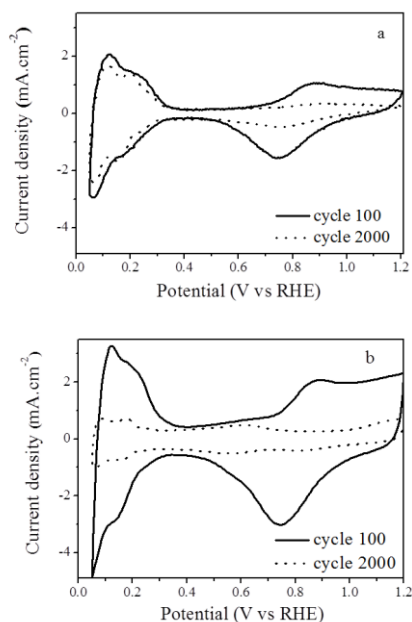 a
2
0
-2
-4
Current density (mA.cm⁻²)
cycle 100
cycle 2000
0.0 0.2 0.4 0.6 0.8 1.0 1.2
Potential (V vs RHE)
b
2
0
-2
-4
Current density (mA.cm⁻²)
cycle 100
cycle 2000
0.0 0.2 0.4 0.6 0.8 1.0 1.2
Potential (V vs RHE)